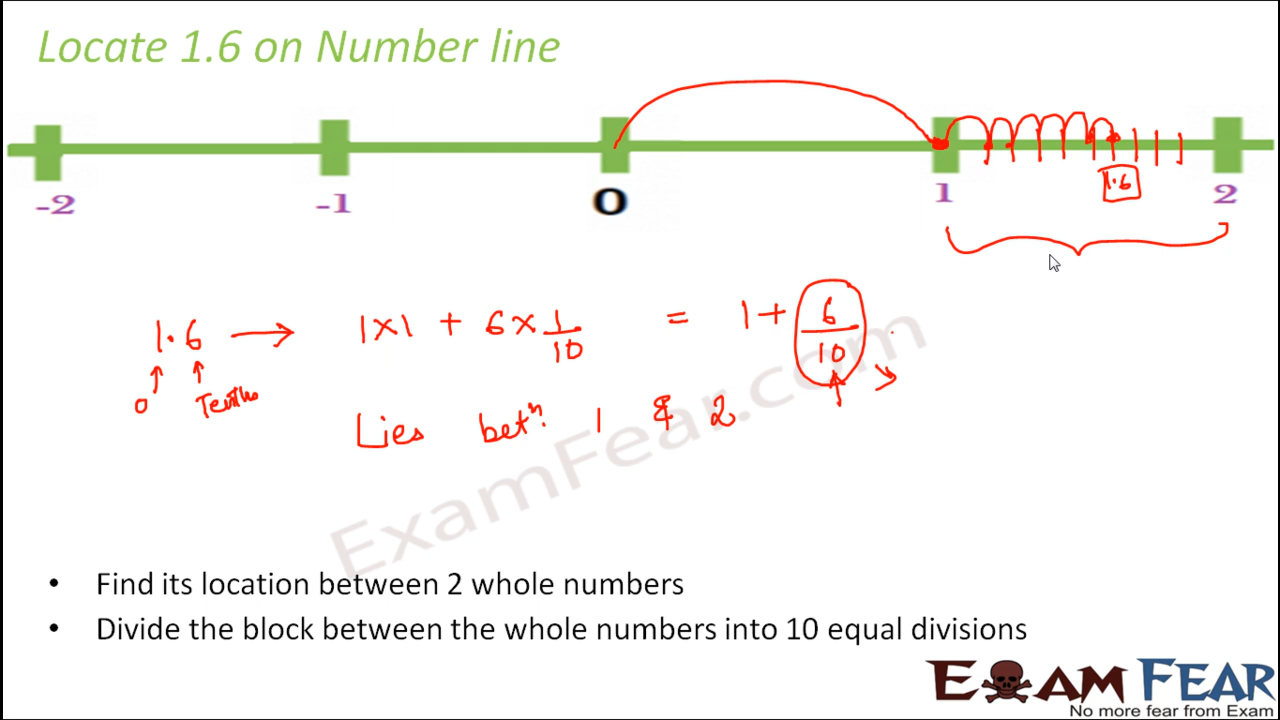 Locate 1.6 on Number line
-2 -1 0 1 2
1.6
1.6 → 1×1 + 6×1/10 = 1+ 6/10
0 Tenths
Lies betn. 1 & 2
ExamFear.com
• Find its location between 2 whole numbers
• Divide the block between the whole numbers into 10 equal divisions
EXAM FEAR
No more fear from Exam